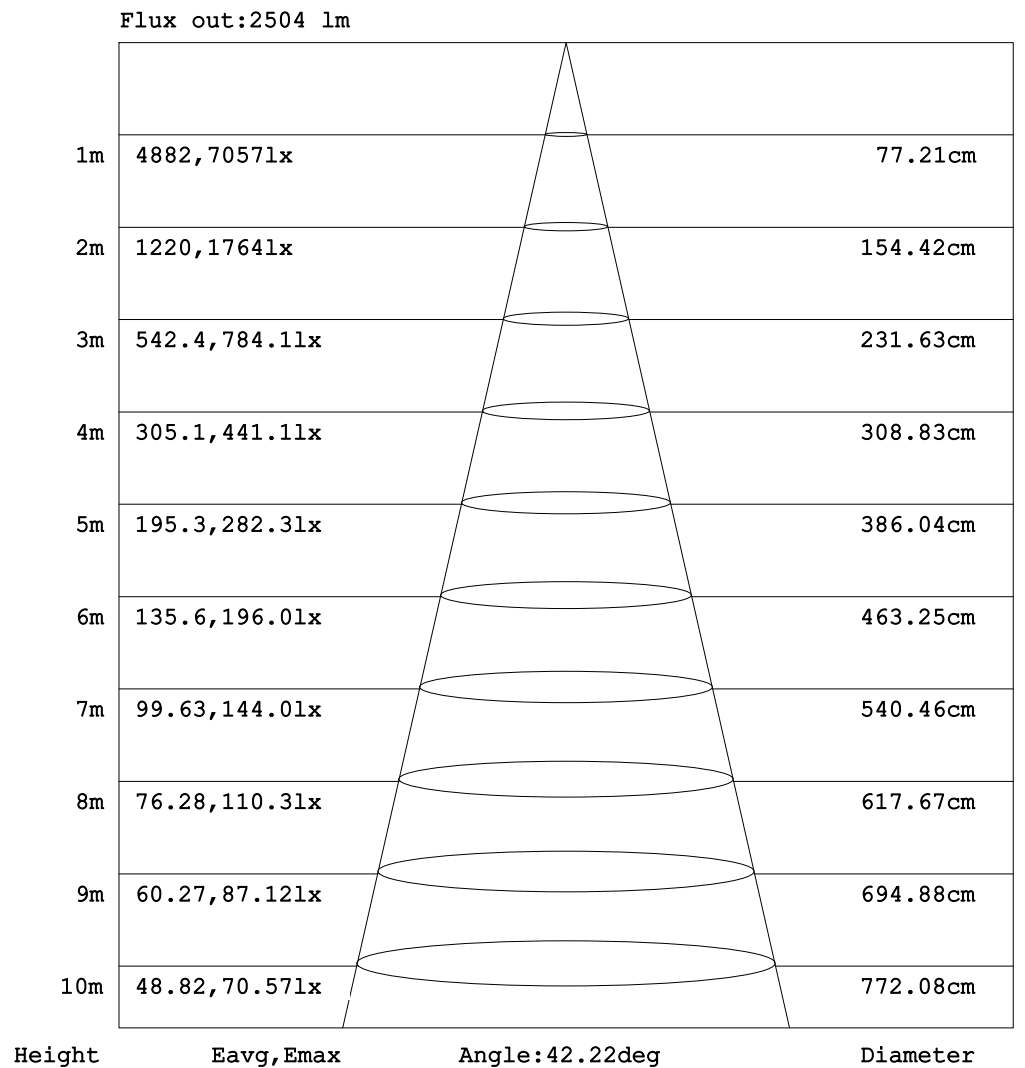 Flux out:2504 lm
1m 4882,7057lx 77.21cm
2m 1220,1764lx 154.42cm
3m 542.4,784.1lx 231.63cm
4m 305.1,441.1lx 308.83cm
5m 195.3,282.3lx 386.04cm
6m 135.6,196.0lx 463.25cm
7m 99.63,144.0lx 540.46cm
8m 76.28,110.3lx 617.67cm
9m 60.27,87.12lx 694.88cm
10m 48.82,70.57lx 772.08cm
Height Eavg,Emax Angle:42.22deg Diameter